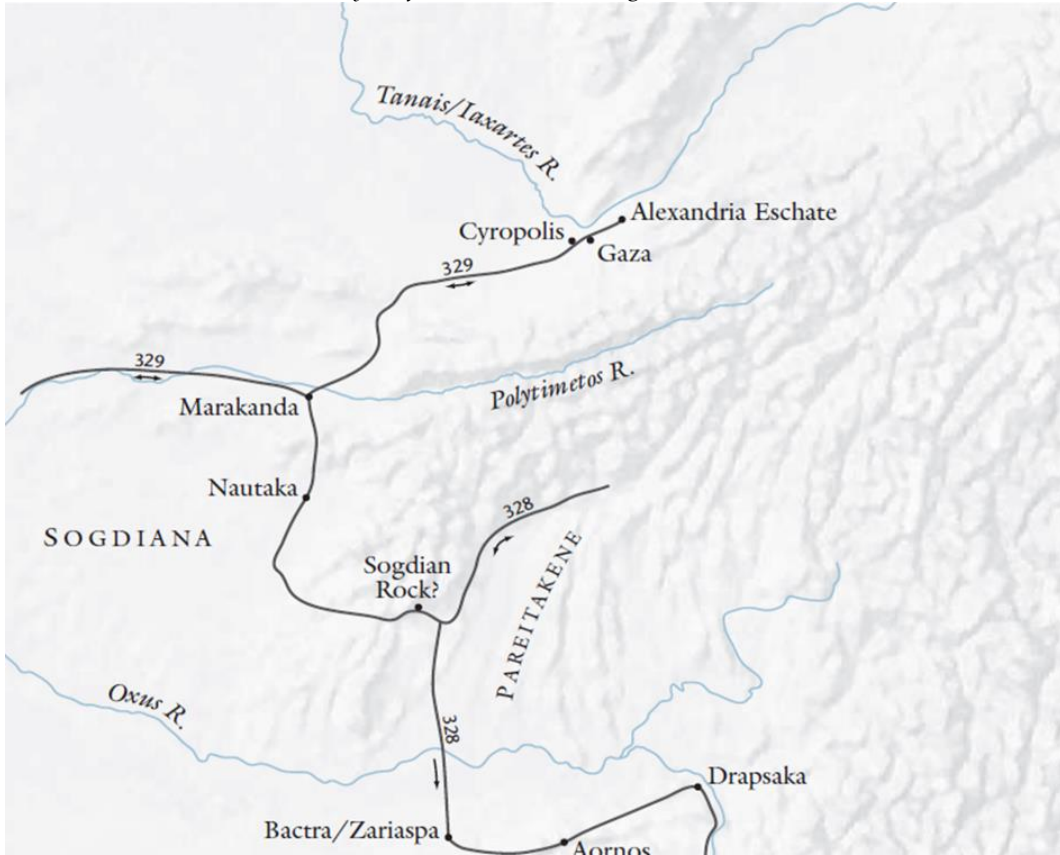 Tanais/Iaxartes R.
Alexandria Eschate
Cyropolis
Gaza
329
329
Polytimetos R.
Marakanda
Nautaka
328
SOGDIANA
Sogdian
Rock?
PAREITAKENE
Oxus R.
328
Drapsaka
Bactra/Zariaspa
Aornos